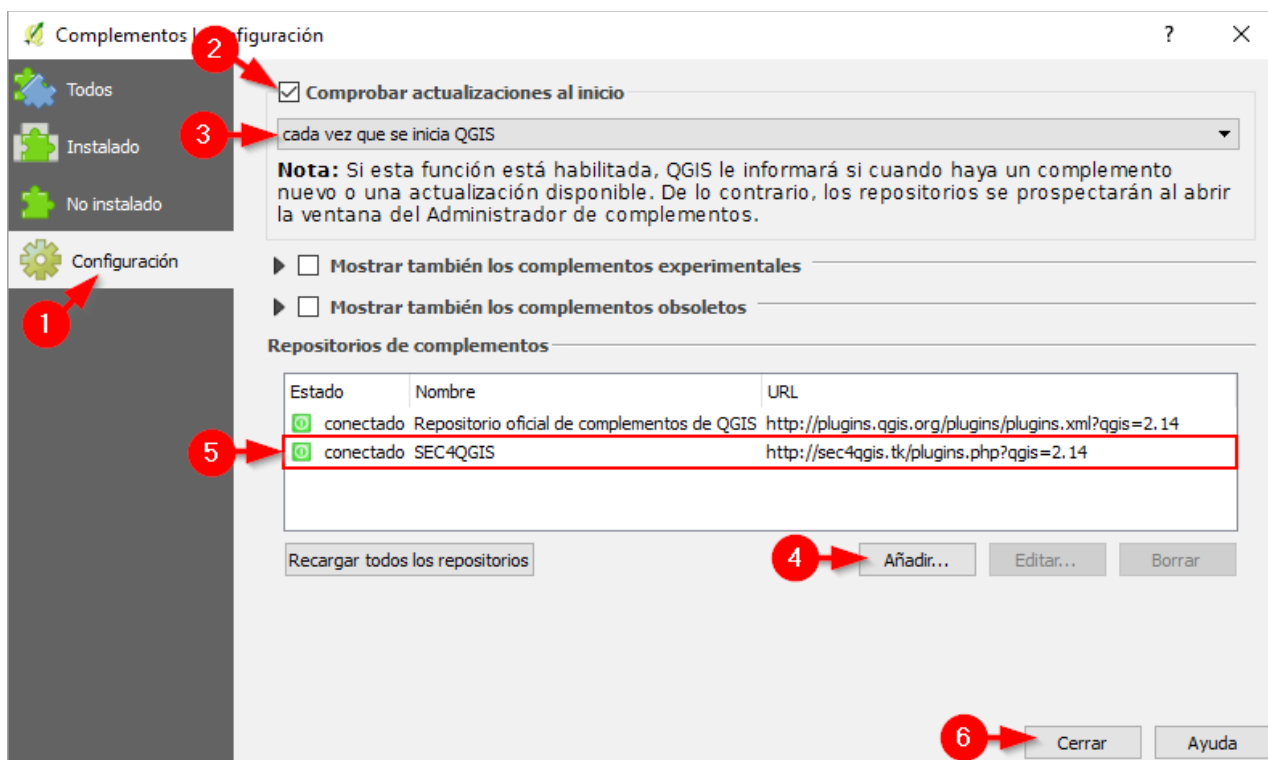 Complementos | Configuración
?
2
Todos
Comprobar actualizaciones al inicio
3
cada vez que se inicia QGIS
Instalado
Nota: Si esta función está habilitada, QGIS le informará si cuando haya un complemento
nuevo o una actualización disponible. De lo contrario, los repositorios se prospectarán al abrir
la ventana del Administrador de complementos.
No instalado
Configuración
1
Mostrar también los complementos experimentales
Mostrar también los complementos obsoletos
Repositorios de complementos
Estado Nombre URL
conectado Repositorio oficial de complementos de QGIS http://plugins.qgis.org/plugins/plugins.xml?qgis=2.14
5
conectado SEC4QGIS http://sec4qgis.tk/plugins.php?qgis=2.14
Recargar todos los repositorios
4
Añadir...
Editar...
Borrar
6
Cerrar
Ayuda